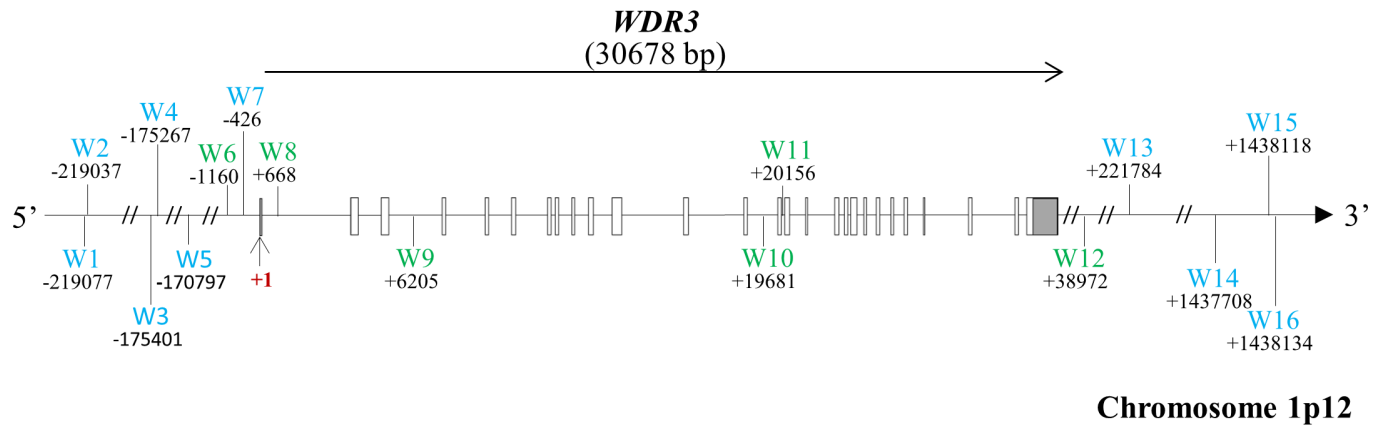 WDR3
(30678 bp)
W7
-426
W4
-175267
W15
+1438118
W2
-219037
W6
-1160
W8
+668
W11
+20156
W13
+221784
5’
//
//
//
//
//
//
3’
W1
-219077
W5
-170797
+1
W9
+6205
W10
+19681
W12
+38972
W14
+1437708
W3
-175401
W16
+1438134
Chromosome 1p12